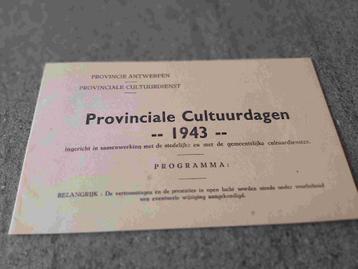 PROVINCIE ANTWERPEN
PROVINCIALE CULTUURDIENST
Provinciale Cultuurdagen
-- 1943 --
ingericht in samenwerking met de stedelijke en met de gemeentelijke cultuurdiensten.
PROGRAMMA:
BELANGRIJK: De vertooningen en de prestaties in open lucht worden steeds onder voorbehoud
van eventueele wijziging aangekondigd.